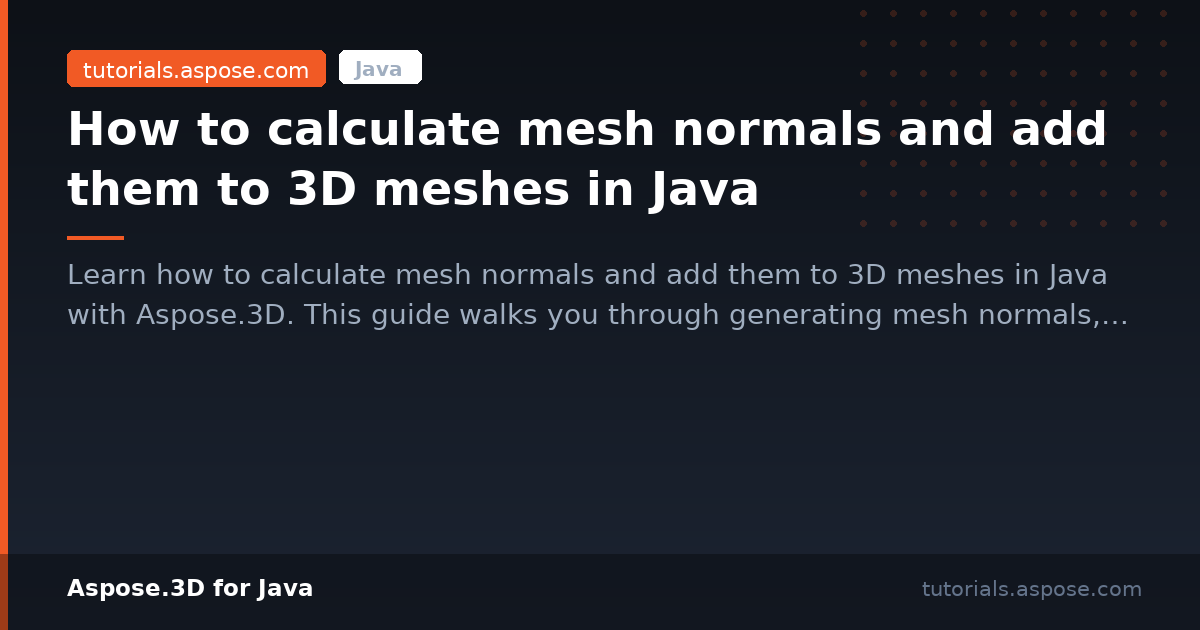 tutorials.aspose.com
Java
How to calculate mesh normals and add
them to 3D meshes in Java
Learn how to calculate mesh normals and add them to 3D meshes in Java
with Aspose.3D. This guide walks you through generating mesh normals,…
Aspose.3D for Java
tutorials.aspose.com